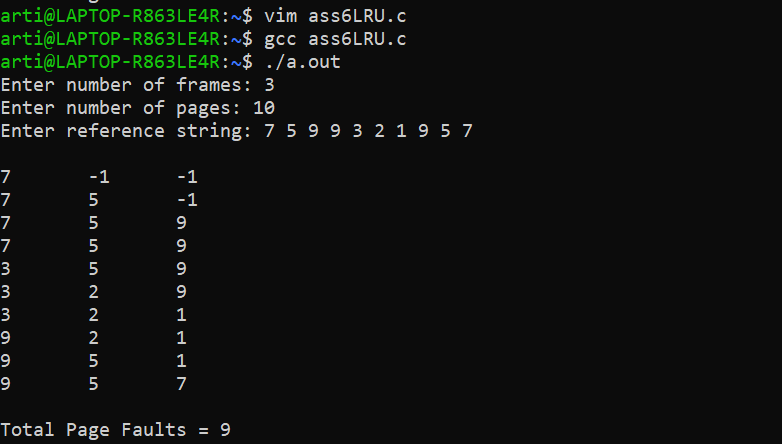 arti@LAPTOP-R863LE4R:~$ vim ass6LRU.c
arti@LAPTOP-R863LE4R:~$ gcc ass6LRU.c
arti@LAPTOP-R863LE4R:~$ ./a.out
Enter number of frames: 3
Enter number of pages: 10
Enter reference string: 7 5 9 9 3 2 1 9 5 7
7 -1 -1
7 5 -1
7 5 9
7 5 9
3 5 9
3 2 9
3 2 1
9 2 1
9 5 1
9 5 7
Total Page Faults = 9